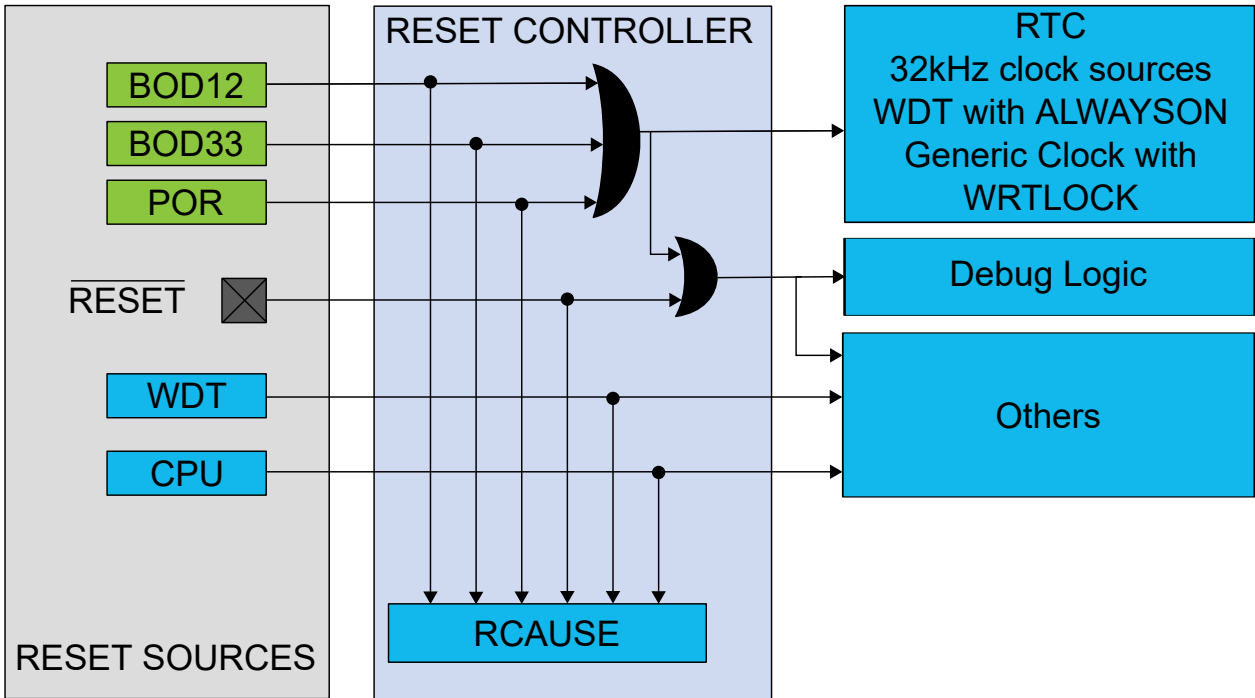 RESET SOURCES
BOD12
BOD33
POR
RESET
WDT
CPU
RESET CONTROLLER
RCAUSE
RTC
32kHz clock sources
WDT with ALWAYSON
Generic Clock with
WRTLOCK
Debug Logic
Others